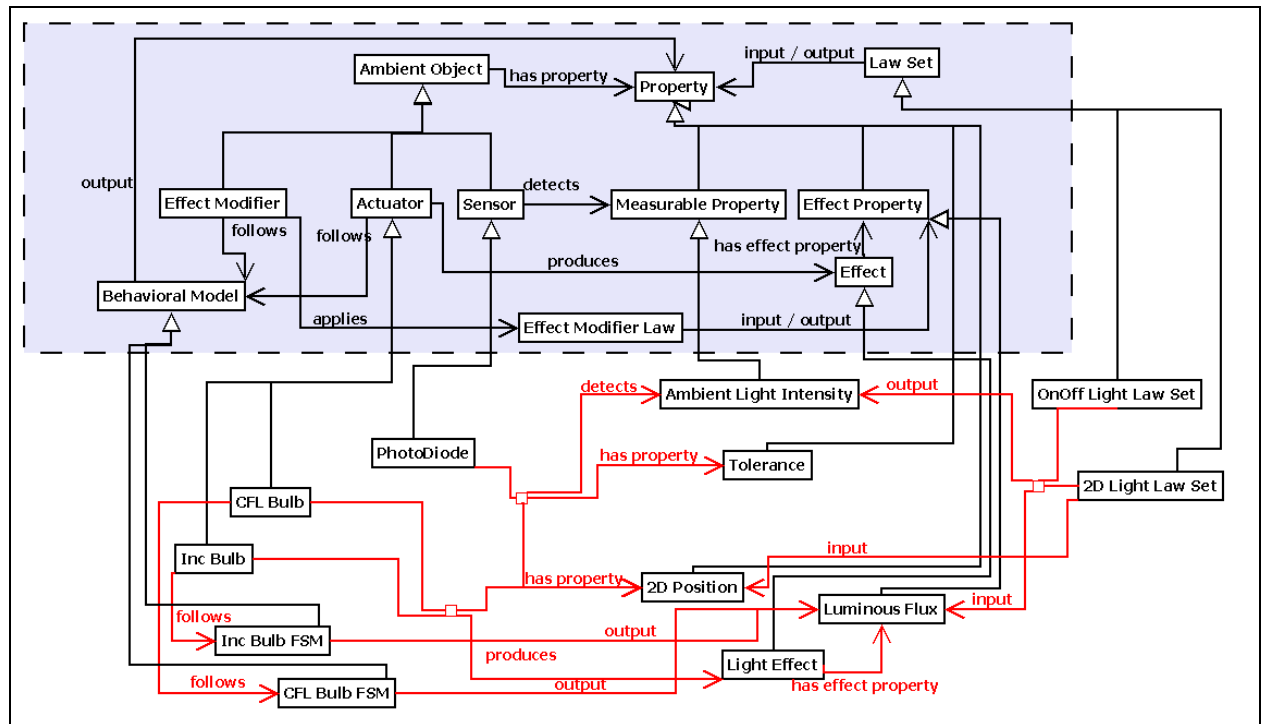 input / output
Ambient Object
has property
Law Set
Property
output
Effect Modifier
Actuator
Sensor
detects
Measurable Property
Effect Property
follows
follows
has effect property
produces
Effect
Behavioral Model
applies
Effect Modifier Law
input / output
detects
Ambient Light Intensity
output
OnOff Light Law Set
PhotoDiode
has property
Tolerance
2D Light Law Set
CFL Bulb
Inc Bulb
input
has property
2D Position
Luminous Flux
input
follows
Inc Bulb FSM
output
produces
Light Effect
follows
CFL Bulb FSM
output
has effect property